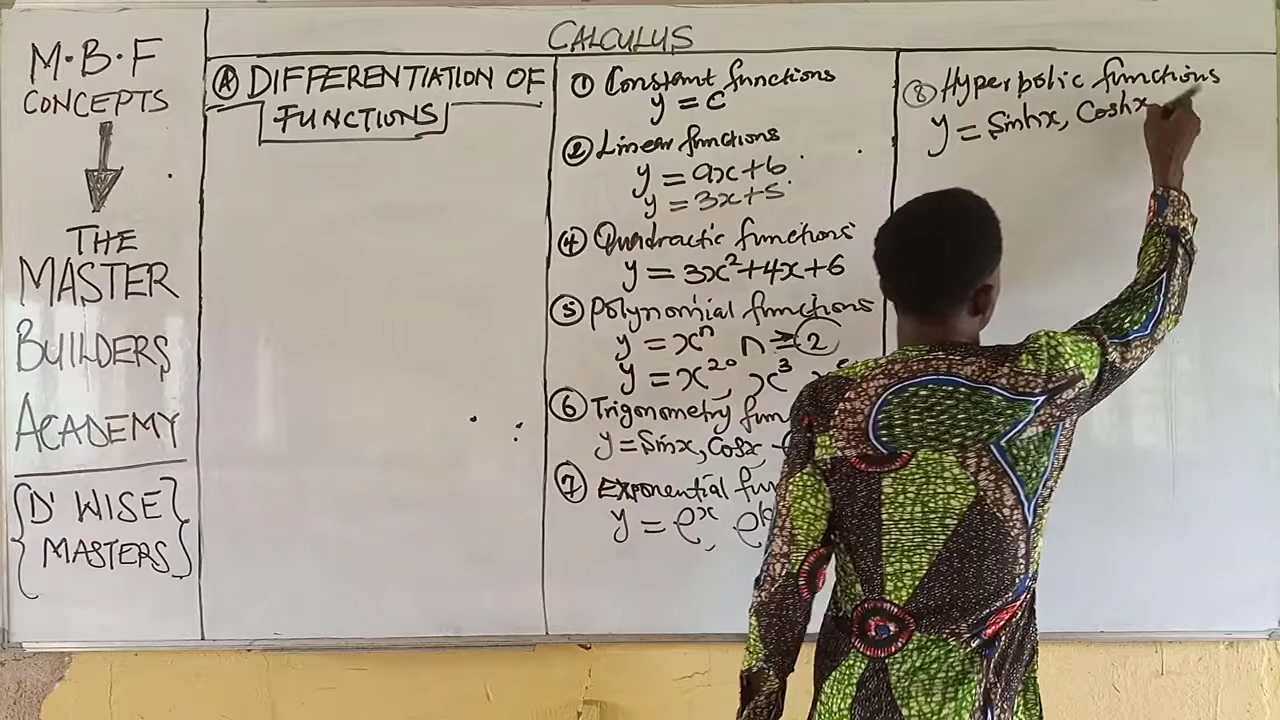 CALCULUS
M.B.F
CONCEPTS
THE
MASTER
BUILDERS
ACADEMY
{D' WISE
MASTERS}
Ⓐ DIFFERENTIATION OF
FUNCTIONS
① Constant functions
y = c
② Linear functions
y = ax+b
y = 3x+5
④ Quadractic functions
y = 3x²+4x+6
⑤ Polynomial functions
y = xⁿ n ≥ 2
y = x²⁰, x³
⑥ Trigonometry func
y = Sinx, Cosx
⑦ Exponential fun
y = eˣ, e
⑧ Hyperbolic functions
y = Sinhx, Coshx